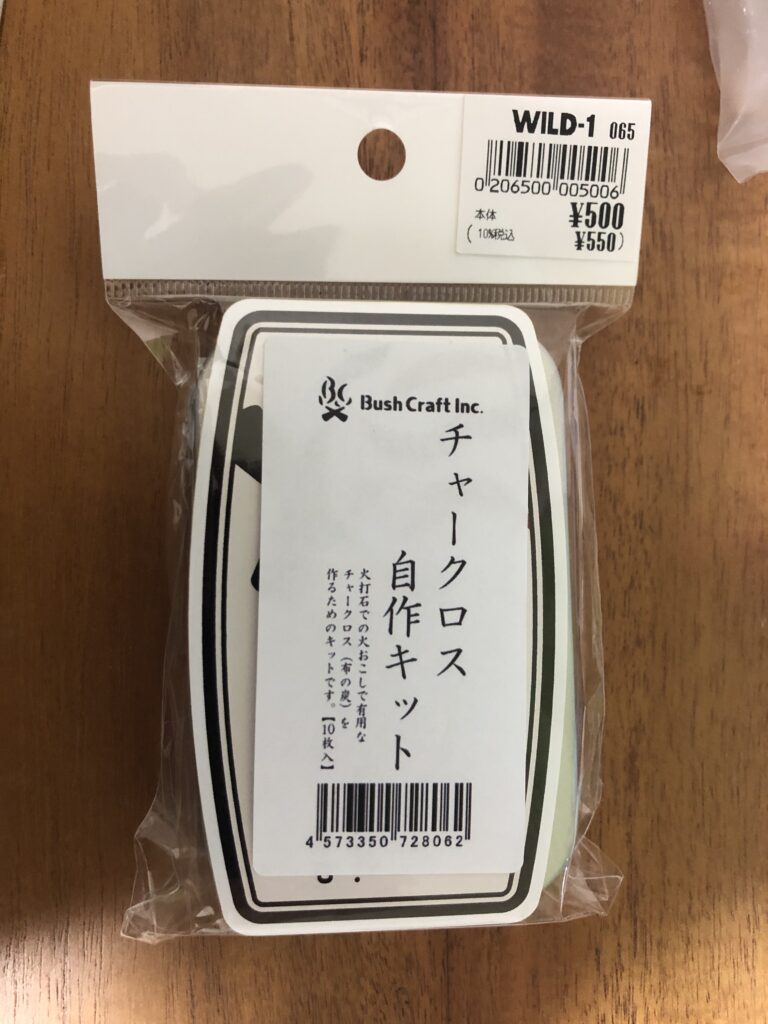 WILD-1 065
0 206500 005006
本体 ¥500
( 10%税込 ¥550)
Bush Craft Inc.
チャークロス
自作キット
火打石での火おこしで有用な
チャークロス（布の炭）を
作るためのキットです。【10枚入】
4 573350 728062